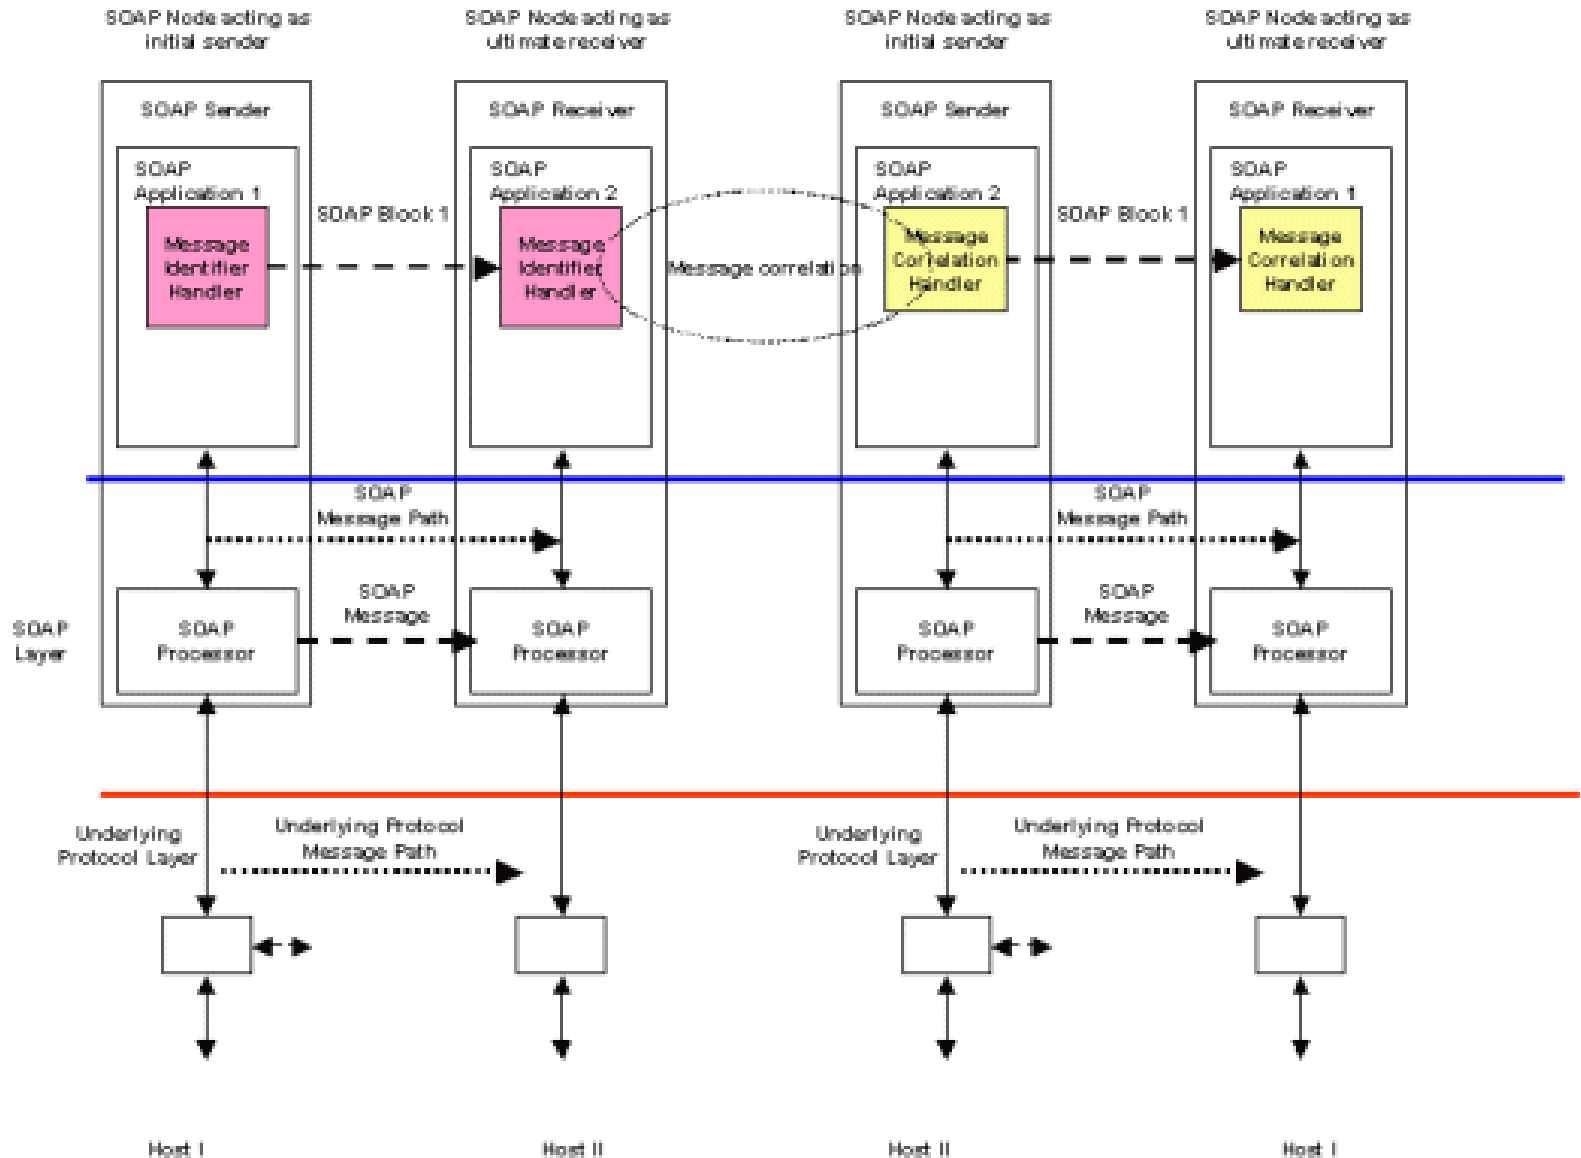 SOAP Node acting as
initial sender
SOAP Node acting as
ultimate receiver
SOAP Node acting as
initial sender
SOAP Node acting as
ultimate receiver
SOAP Sender
SOAP Receiver
SOAP Sender
SOAP Receiver
SOAP
Application 1
SOAP
Application 2
SOAP
Application 2
SOAP
Application 1
SOAP Block 1
SOAP Block 1
Message
Identifier
Handler
Message
Identifier
Handler
Message correlation
Message
Correlation
Handler
Message
Correlation
Handler
SOAP
Message Path
SOAP
Message Path
SOAP
Message
SOAP
Message
SOAP
Layer
SOAP
Processor
SOAP
Processor
SOAP
Processor
SOAP
Processor
Underlying
Protocol Layer
Underlying Protocol
Message Path
Underlying
Protocol Layer
Underlying Protocol
Message Path
Host I
Host II
Host II
Host I